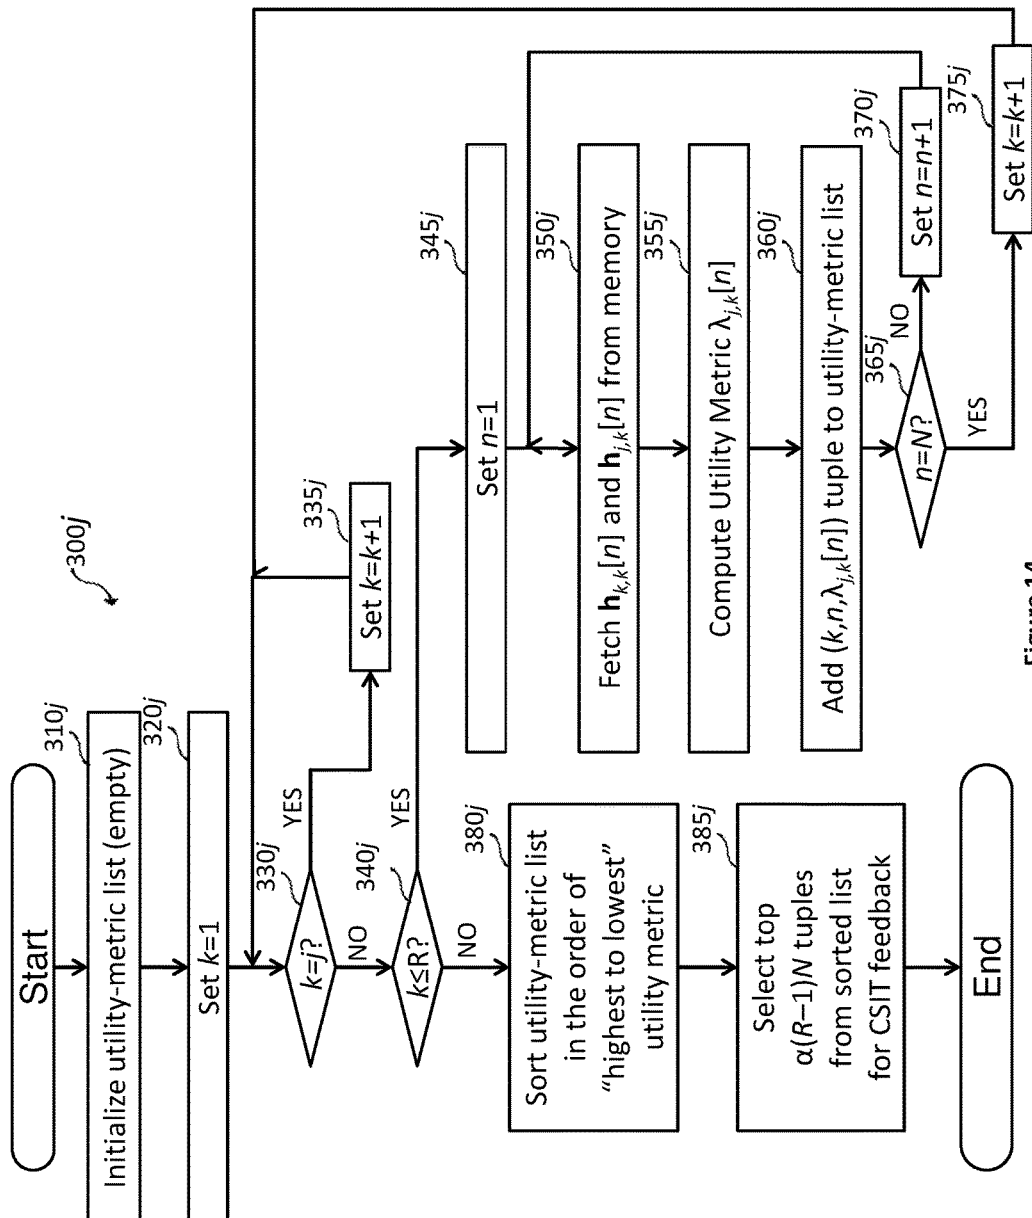 300j
Start
310j
Initialize utility-metric list (empty)
320j
Set k=1
330j
k=j?
YES
NO
335j
Set k=k+1
340j
k≤R?
YES
NO
345j
Set n=1
350j
Fetch h_{k,k}[n] and h_{j,k}[n] from memory
355j
Compute Utility Metric λ_{j,k}[n]
360j
Add (k,n,λ_{j,k}[n]) tuple to utility-metric list
365j
n=N?
NO
YES
370j
Set n=n+1
375j
Set k=k+1
380j
Sort utility-metric list
in the order of
“highest to lowest”
utility metric
385j
Select top
α(R−1)N tuples
from sorted list
for CSIT feedback
End
Figure 14